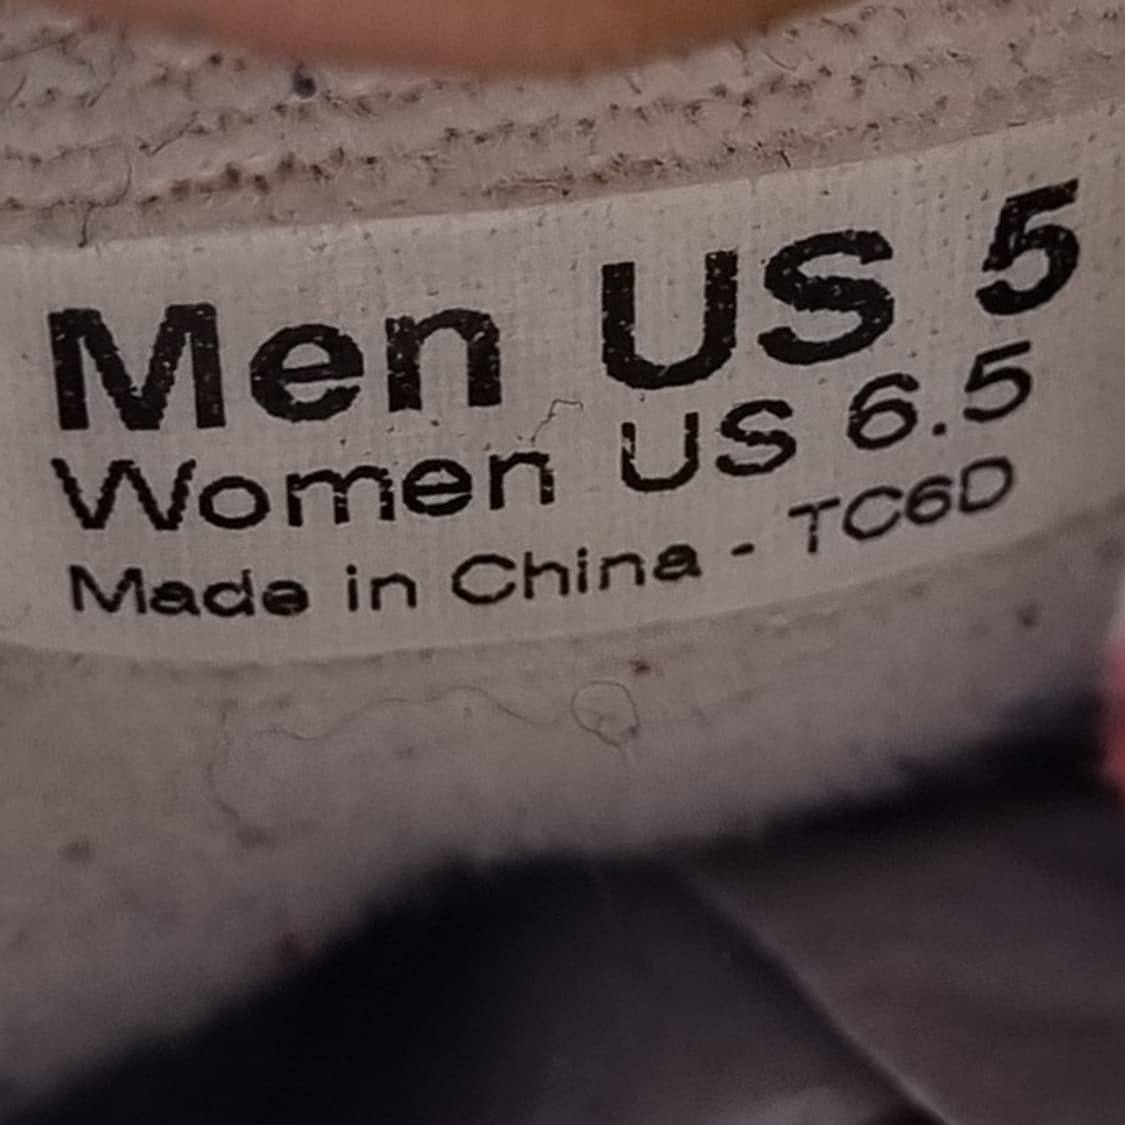 Men US 5
Women US 6.5
Made in China - TC6D